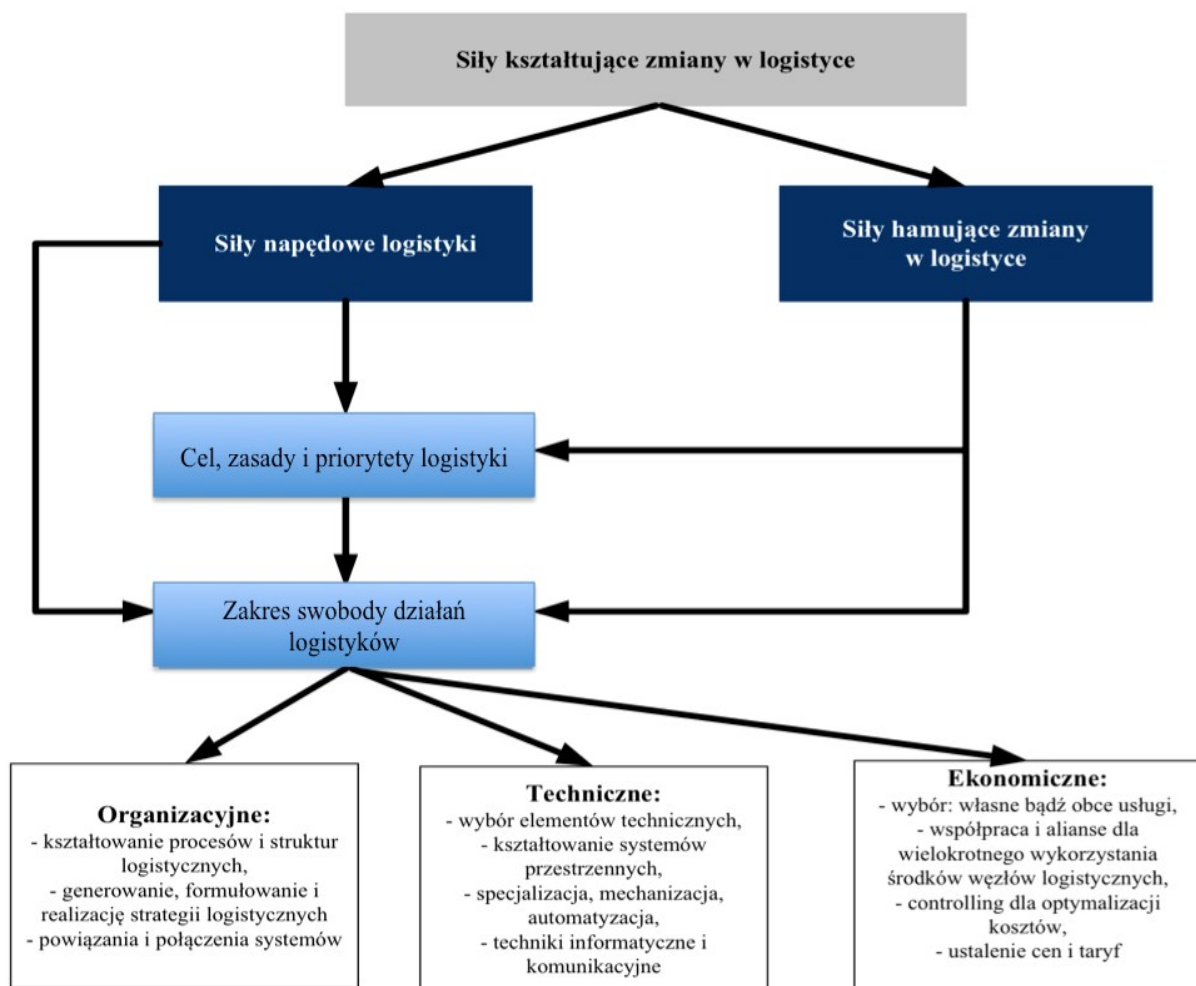 Siły kształtujące zmiany w logistyce
Siły napędowe logistyki
Siły hamujące zmiany
w logistyce
Cel, zasady i priorytety logistyki
Zakres swobody działań
logistyków
Organizacyjne:
- kształtowanie procesów i struktur
logistycznych,
- generowanie, formułowanie i
realizację strategii logistycznych
- powiązania i połączenia systemów
Techniczne:
- wybór elementów technicznych,
- kształtowanie systemów
przestrzennych,
- specjalizacja, mechanizacja,
automatyzacja,
- techniki informatyczne i
komunikacyjne
Ekonomiczne:
- wybór: własne bądź obce usługi,
- współpraca i alianse dla
wielokrotnego wykorzystania
środków węzłów logistycznych,
- controlling dla optymalizacji
kosztów,
- ustalenie cen i taryf